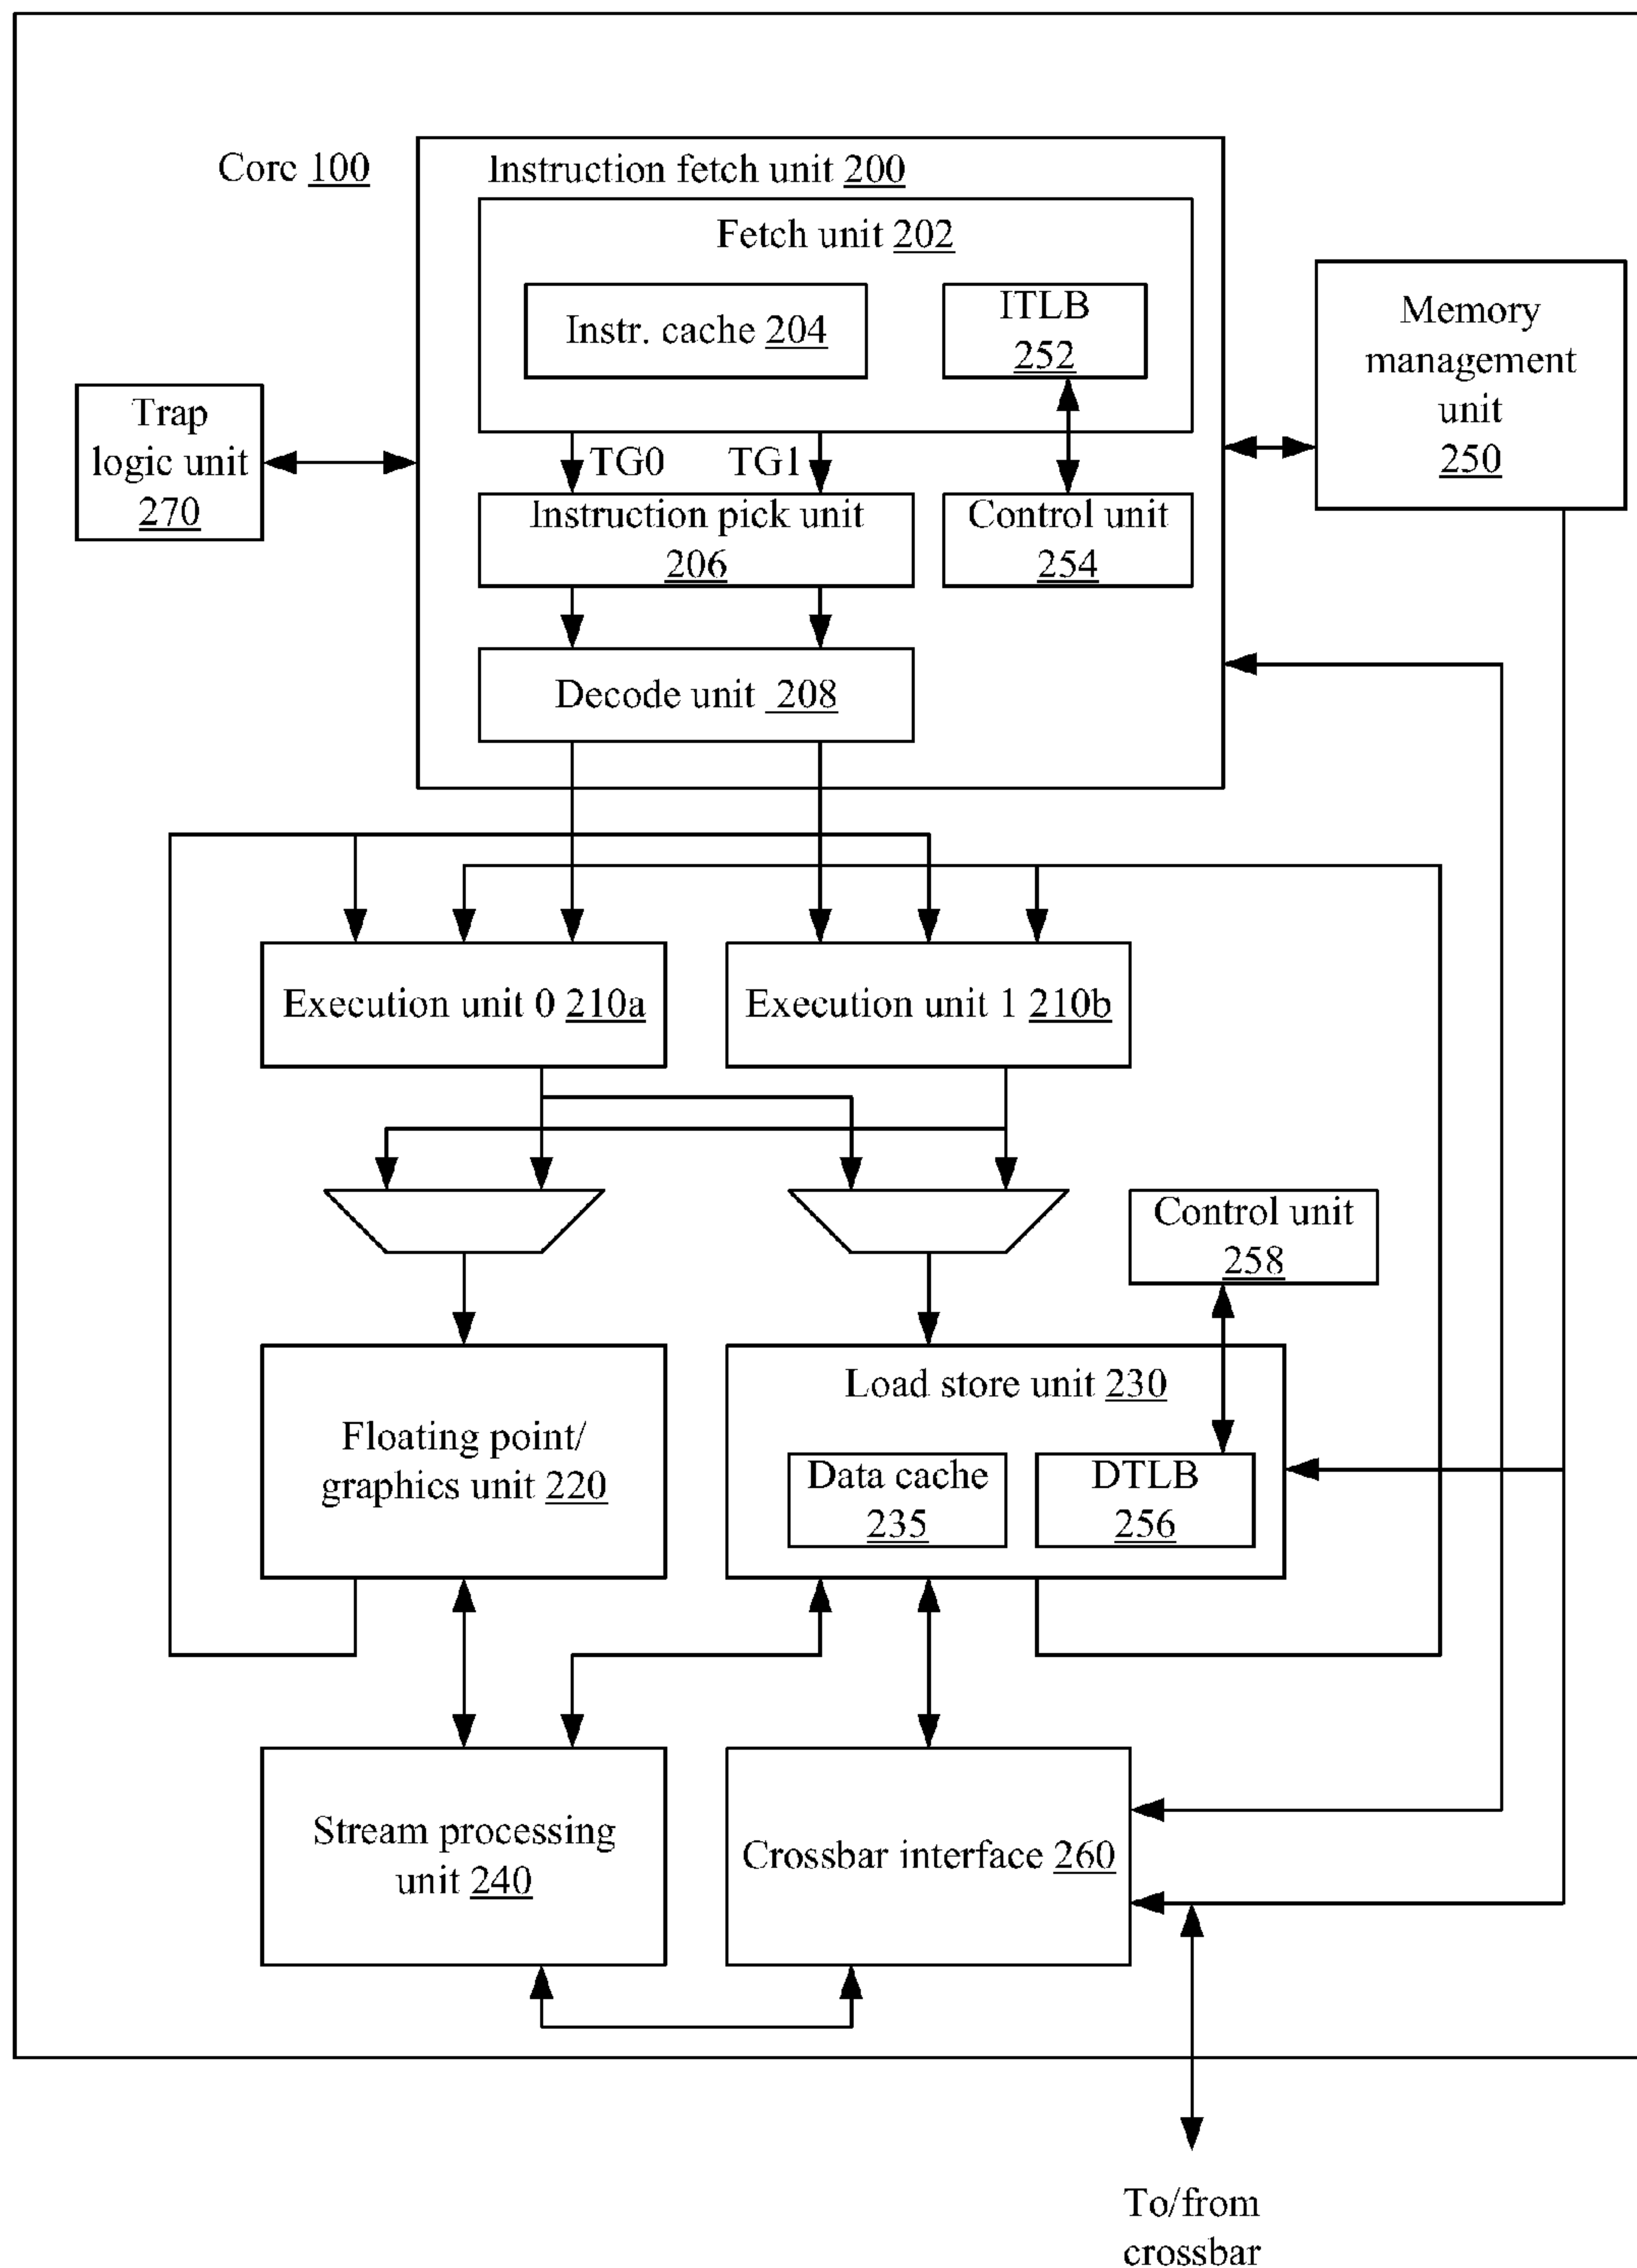 Corc 100
Instruction fetch unit 200
Fetch unit 202
Instr. cache 204
ITLB
252
Memory
management
unit
250
Trap
logic unit
270
TG0
TG1
Instruction pick unit
206
Control unit
254
Decode unit 208
Execution unit 0 210a
Execution unit 1 210b
Control unit
258
Load store unit 230
Floating point/
graphics unit 220
Data cache
235
DTLB
256
Stream processing
unit 240
Crossbar interface 260
To/from
crossbar